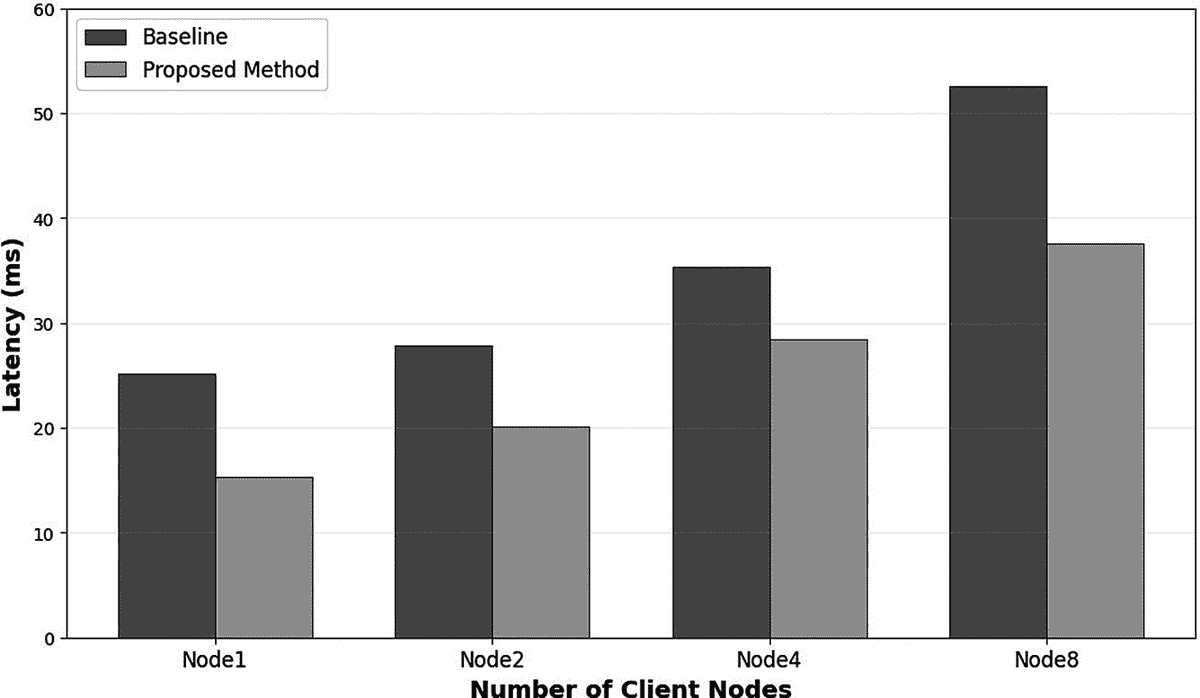 60
Baseline
Proposed Method
50
40
30
20
10
0
Latency (ms)
Node1 Node2 Node4 Node8
Number of Client Nodes